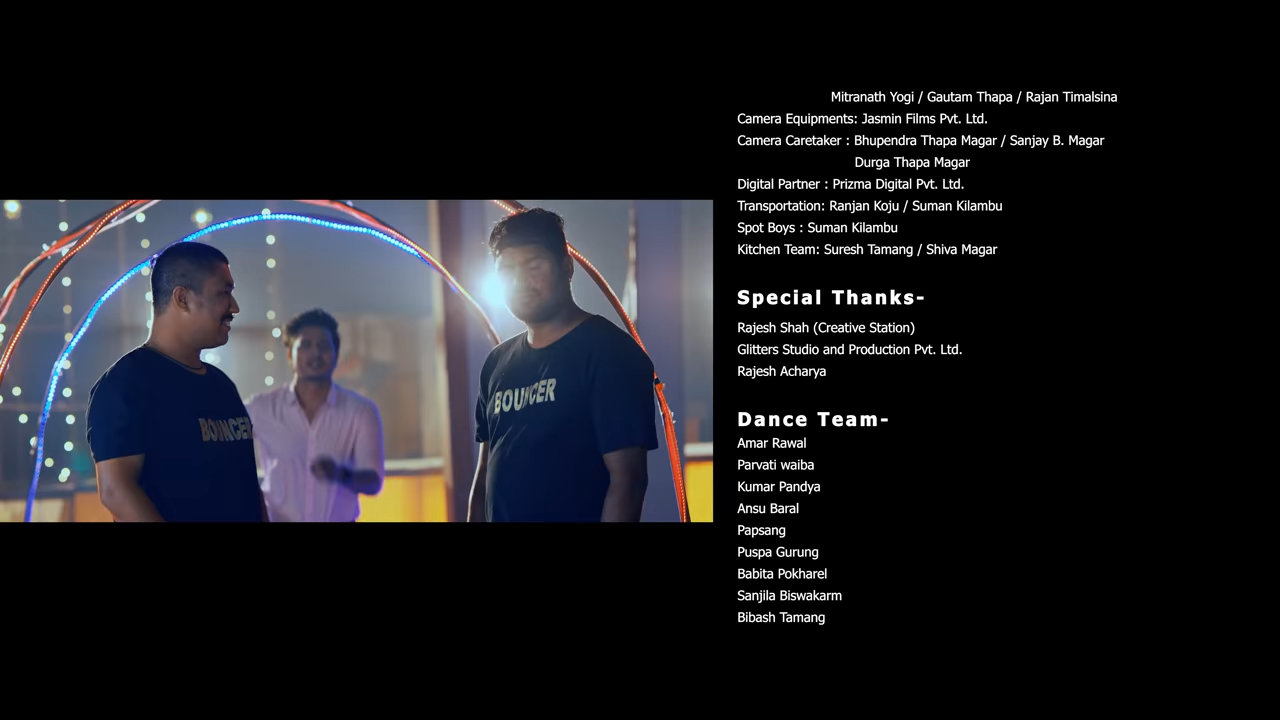 Mitranath Yogi / Gautam Thapa / Rajan Timalsina
Camera Equipments: Jasmin Films Pvt. Ltd.
Camera Caretaker : Bhupendra Thapa Magar / Sanjay B. Magar
Durga Thapa Magar
Digital Partner : Prizma Digital Pvt. Ltd.
Transportation: Ranjan Koju / Suman Kilambu
Spot Boys : Suman Kilambu
Kitchen Team: Suresh Tamang / Shiva Magar
Special Thanks-
Rajesh Shah (Creative Station)
Glitters Studio and Production Pvt. Ltd.
Rajesh Acharya
Dance Team-
Amar Rawal
Parvati waiba
Kumar Pandya
Ansu Baral
Papsang
Puspa Gurung
Babita Pokharel
Sanjila Biswakarm
Bibash Tamang
BOUNCER
BOUNCER